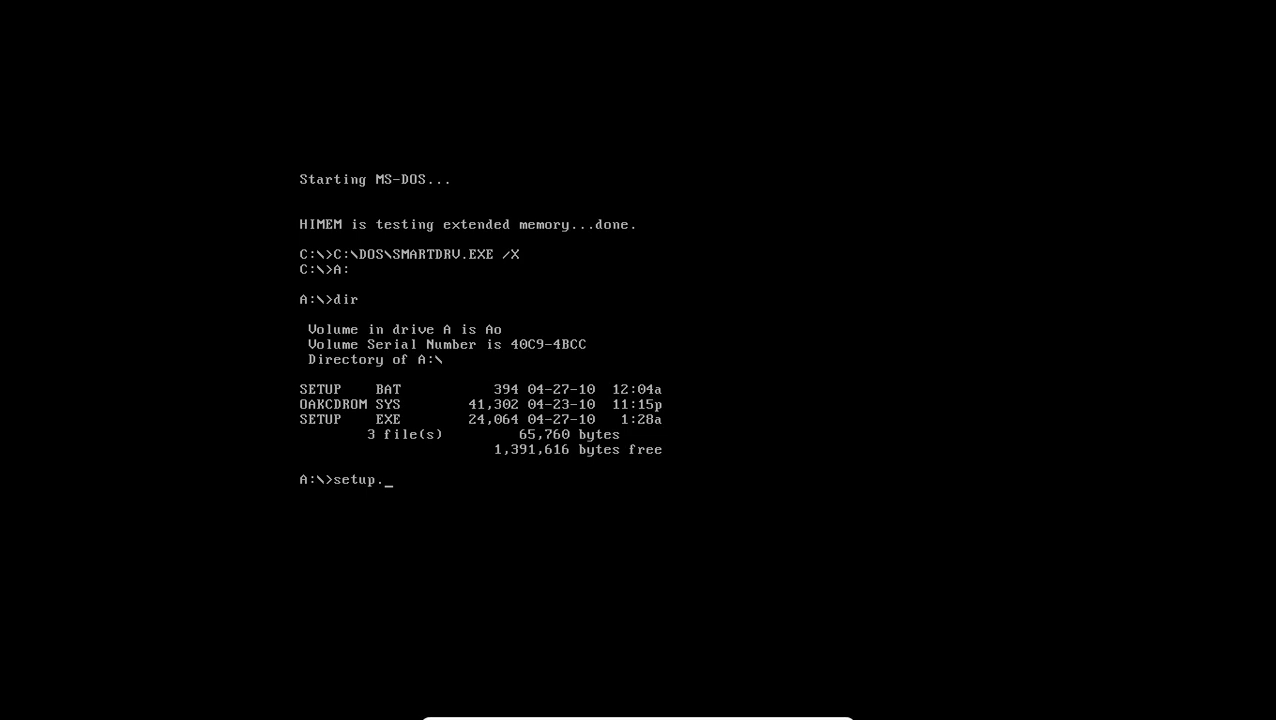 Starting MS-DOS...
HIMEM is testing extended memory...done.
C:\>C:\DOS\SMARTDRV.EXE /X
C:\>A:
A:\>dir
Volume in drive A is Ao
Volume Serial Number is 40C9-4BCC
Directory of A:\
SETUP    BAT           394 04-27-10  12:04a
OAKCDROM SYS        41,302 04-23-10  11:15p
SETUP    EXE        24,064 04-27-10   1:28a
3 file(s)         65,760 bytes
1,391,616 bytes free
A:\>setup._